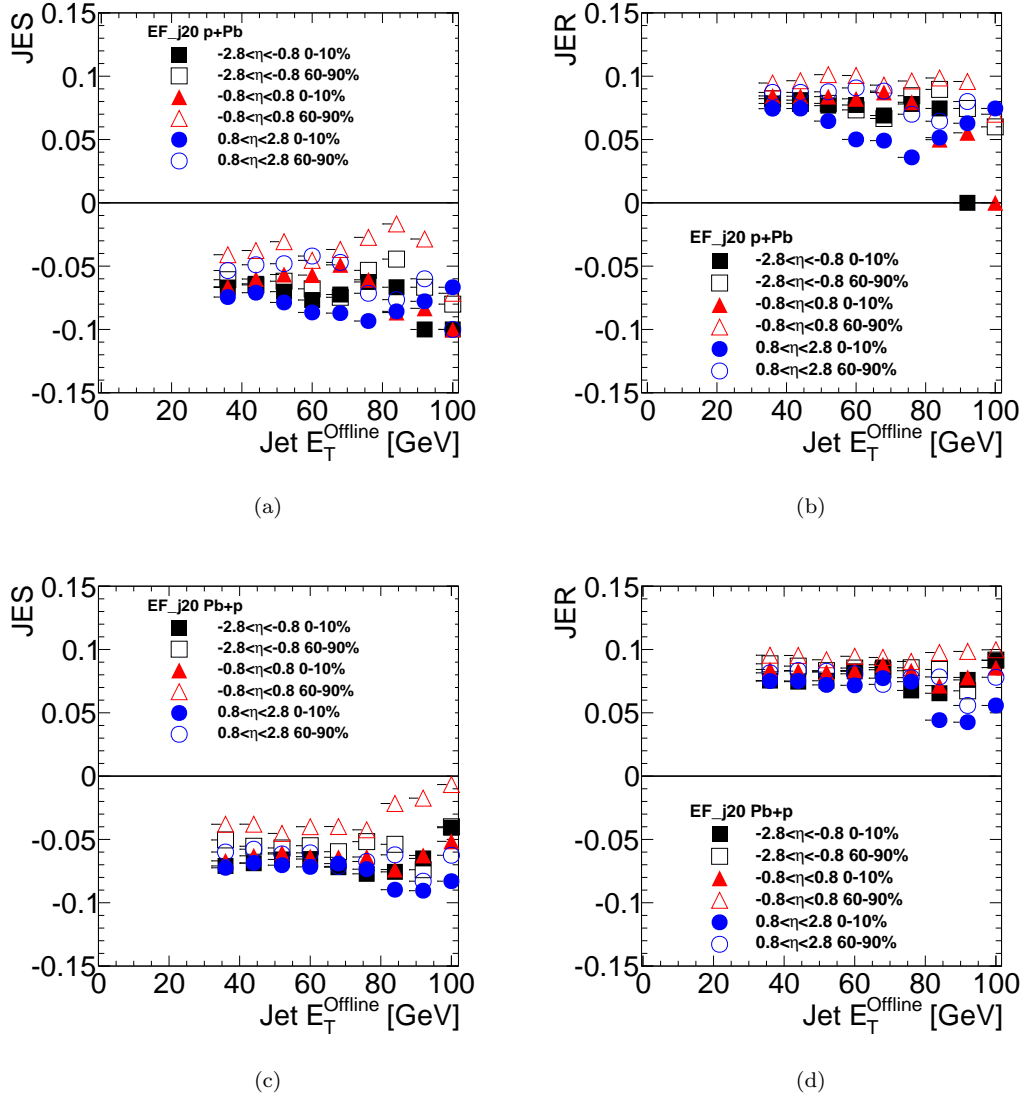 JES
0.15
0.1
0.05
0
-0.05
-0.1
-0.15
EF_j20 p+Pb
-2.8<η<-0.8 0-10%
-2.8<η<-0.8 60-90%
-0.8<η<0.8 0-10%
-0.8<η<0.8 60-90%
0.8<η<2.8 0-10%
0.8<η<2.8 60-90%
0 20 40 60 80 100
Jet E_T^Offline [GeV]
(a)
JER
0.15
0.1
0.05
0
-0.05
-0.1
-0.15
EF_j20 p+Pb
-2.8<η<-0.8 0-10%
-2.8<η<-0.8 60-90%
-0.8<η<0.8 0-10%
-0.8<η<0.8 60-90%
0.8<η<2.8 0-10%
0.8<η<2.8 60-90%
0 20 40 60 80 100
Jet E_T^Offline [GeV]
(b)
JES
0.15
0.1
0.05
0
-0.05
-0.1
-0.15
EF_j20 Pb+p
-2.8<η<-0.8 0-10%
-2.8<η<-0.8 60-90%
-0.8<η<0.8 0-10%
-0.8<η<0.8 60-90%
0.8<η<2.8 0-10%
0.8<η<2.8 60-90%
0 20 40 60 80 100
Jet E_T^Offline [GeV]
(c)
JER
0.15
0.1
0.05
0
-0.05
-0.1
-0.15
EF_j20 Pb+p
-2.8<η<-0.8 0-10%
-2.8<η<-0.8 60-90%
-0.8<η<0.8 0-10%
-0.8<η<0.8 60-90%
0.8<η<2.8 0-10%
0.8<η<2.8 60-90%
0 20 40 60 80 100
Jet E_T^Offline [GeV]
(d)